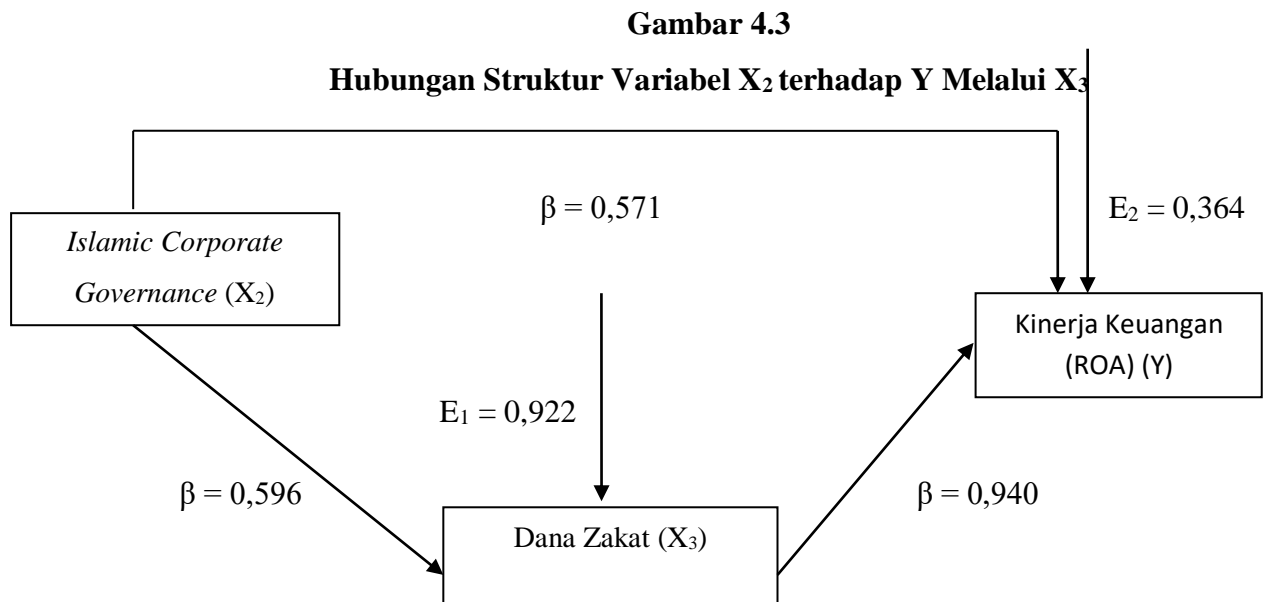 Gambar 4.3
Hubungan Struktur Variabel X₂ terhadap Y Melalui X₃
β = 0,571
E₂ = 0,364
Islamic Corporate
Governance (X₂)
Kinerja Keuangan
(ROA) (Y)
E₁ = 0,922
β = 0,596
β = 0,940
Dana Zakat (X₃)